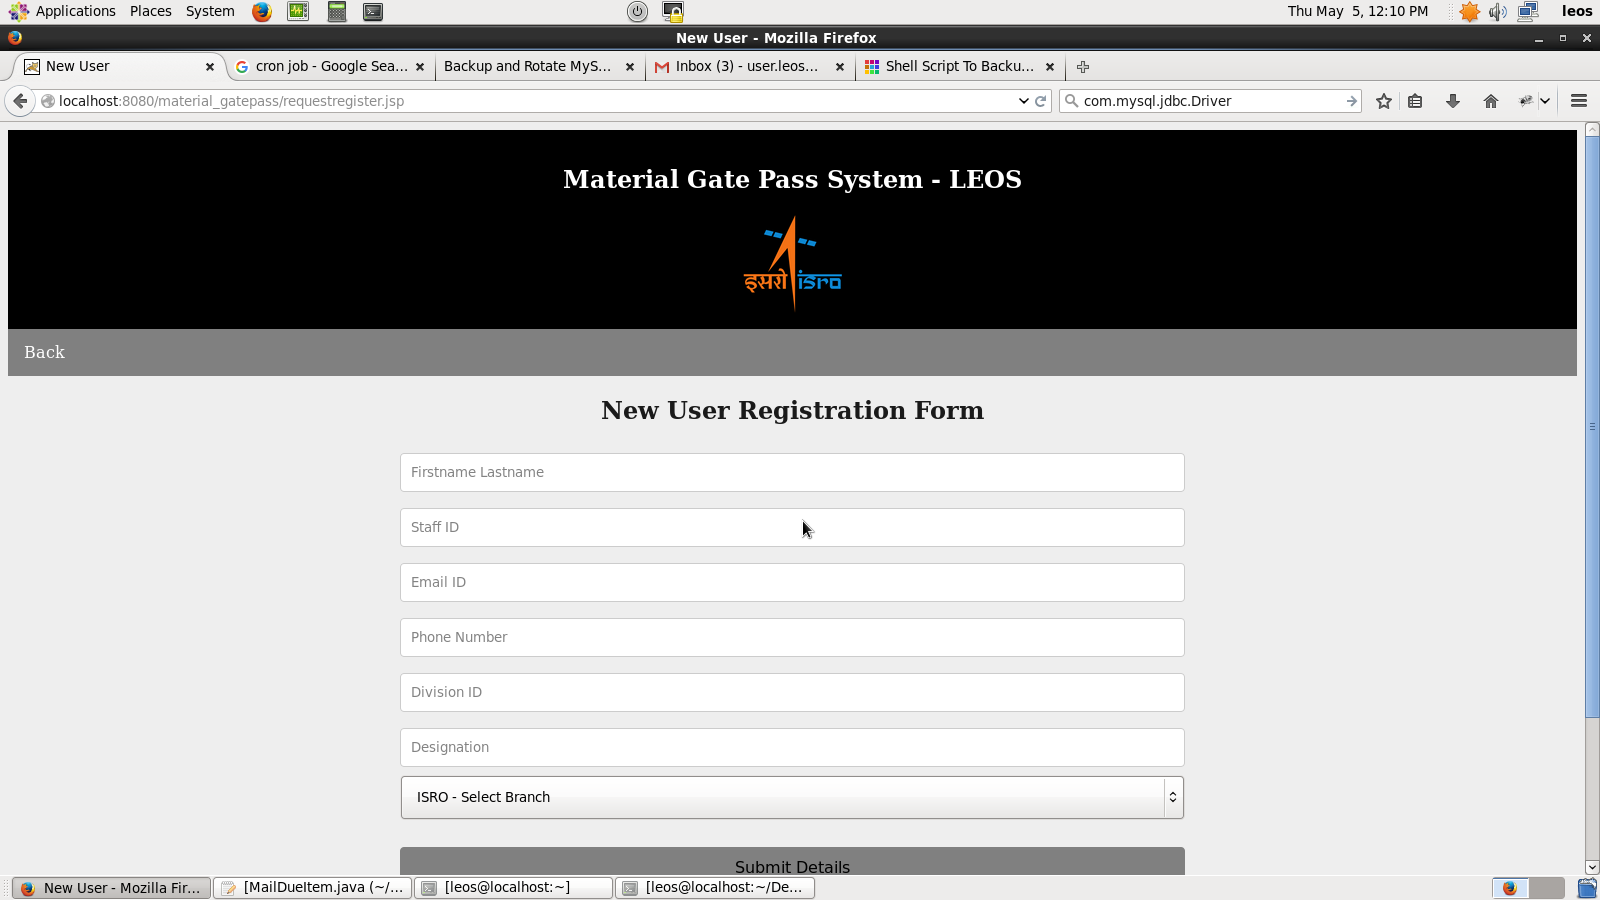 Applications Places System Thu May 5, 12:10 PM leos
New User - Mozilla Firefox
New User cron job - Google Sea... Backup and Rotate MyS... Inbox (3) - user.leos... Shell Script To Backu...
localhost:8080/material_gatepass/requestregister.jsp com.mysql.jdbc.Driver
Material Gate Pass System - LEOS
इसरो isro
Back
New User Registration Form
Firstname Lastname
Staff ID
Email ID
Phone Number
Division ID
Designation
ISRO - Select Branch
Submit Details
New User - Mozilla Fir... [MailDueItem.java (~/... [leos@localhost:~] [leos@localhost:~/De...